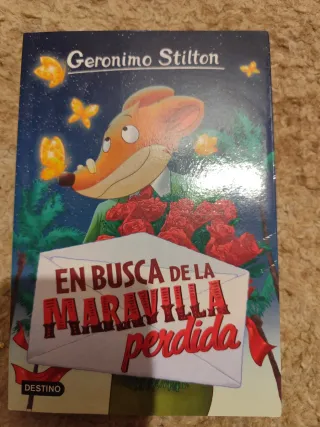 Geronimo Stilton
EN BUSCA DE LA
MARAVILLA
perdida
DESTINO